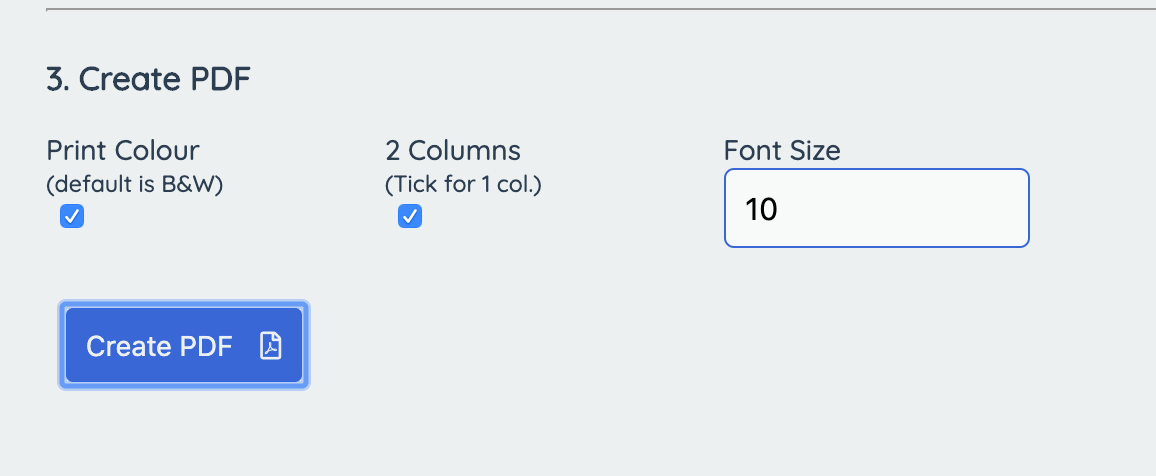 3. Create PDF
Print Colour
(default is B&W)
2 Columns
(Tick for 1 col.)
Font Size
10
Create PDF